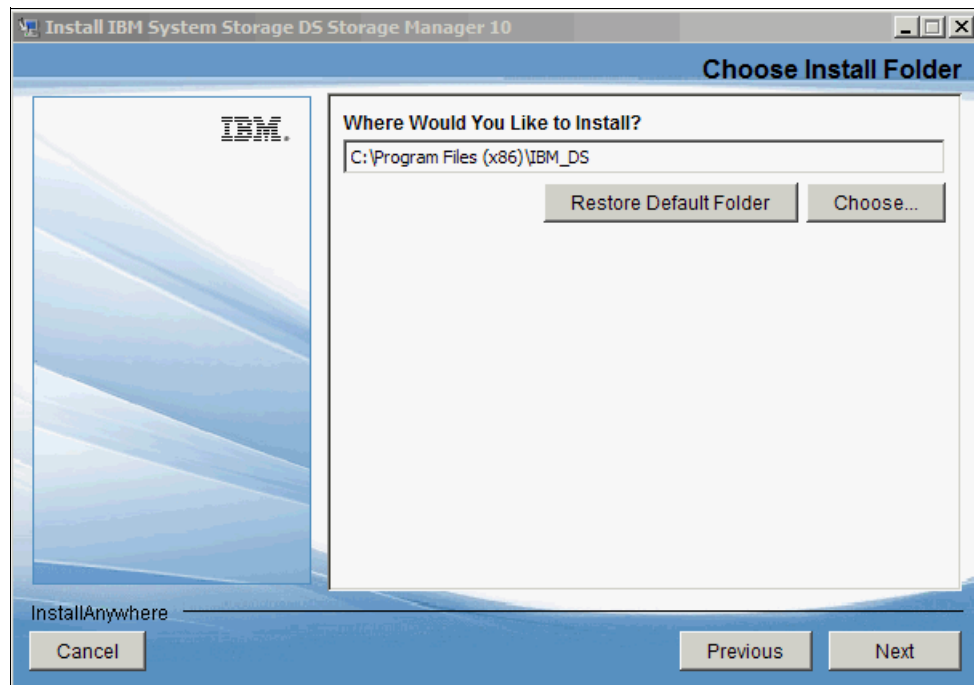 Install IBM System Storage DS Storage Manager 10
Choose Install Folder
IBM.
Where Would You Like to Install?
C:\Program Files (x86)\IBM_DS
Restore Default Folder
Choose...
InstallAnywhere
Cancel
Previous
Next